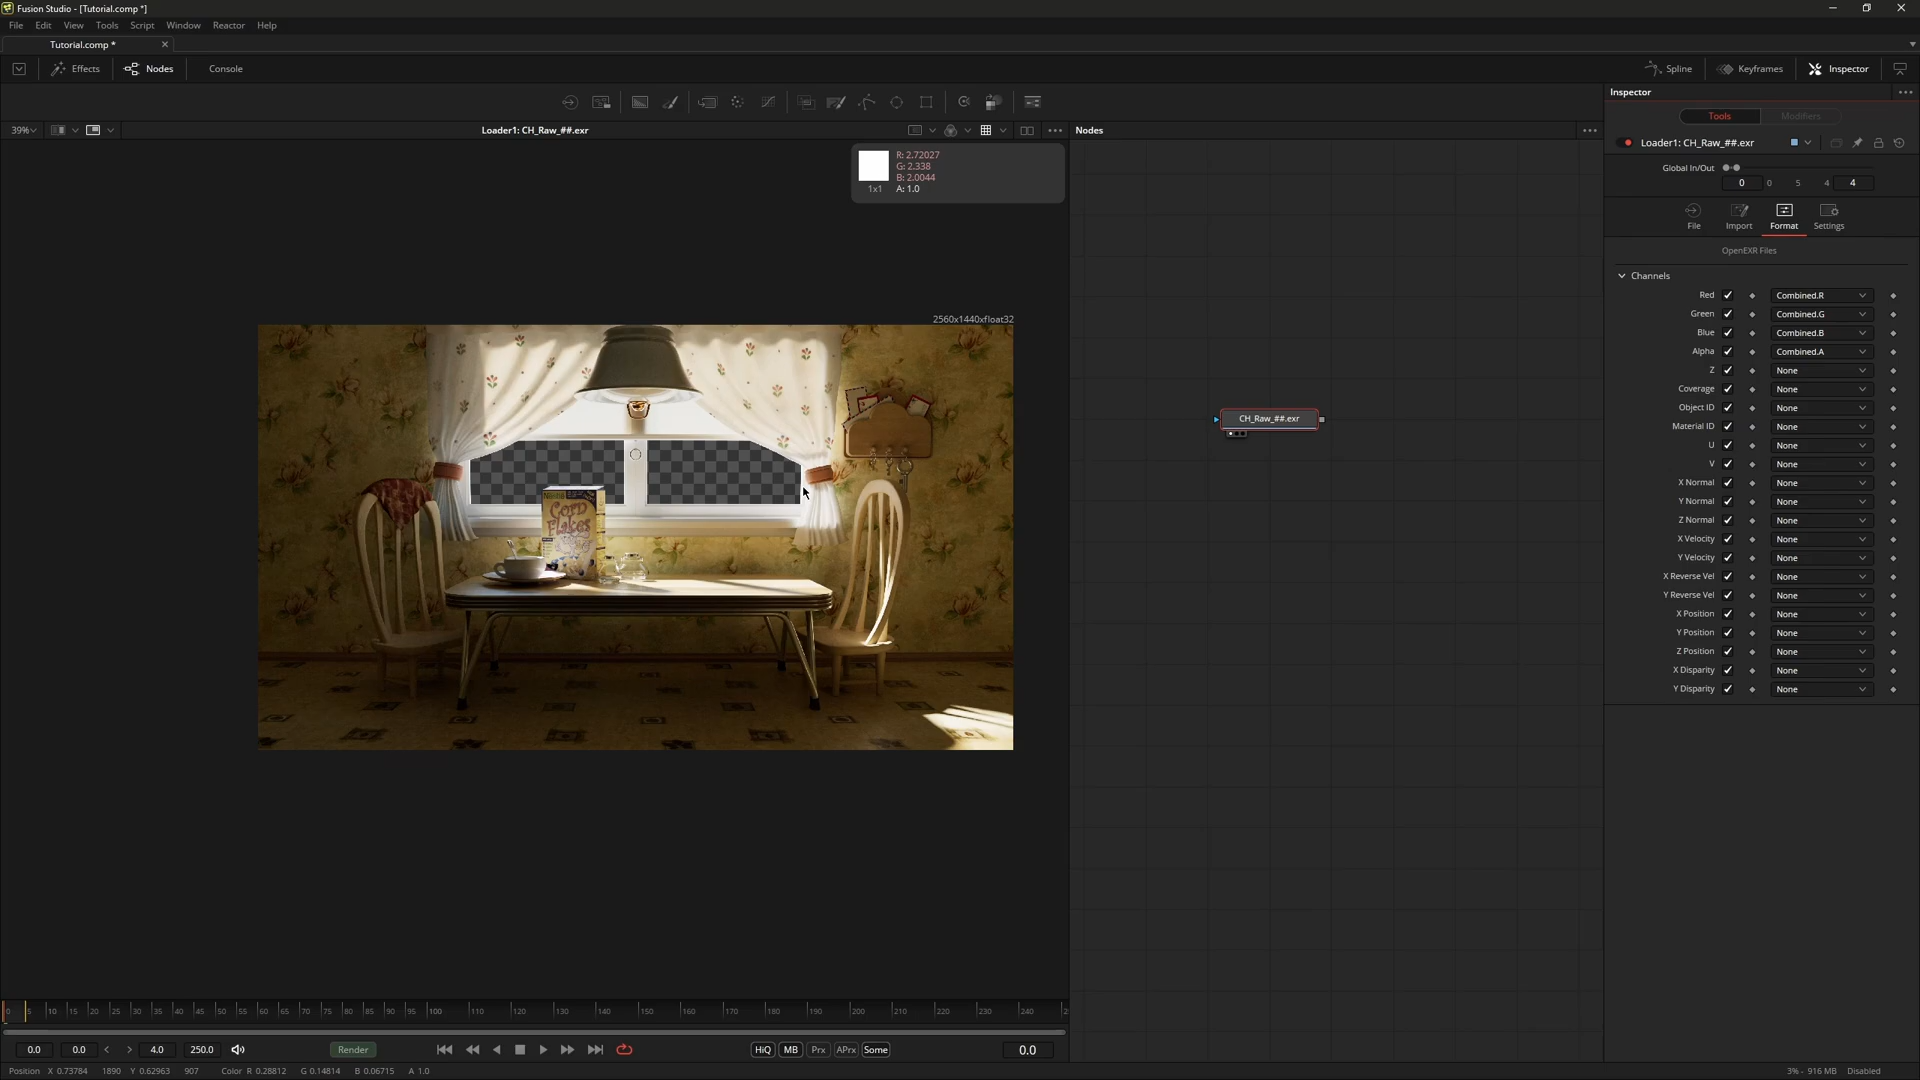 Fusion Studio - [Tutorial.comp *]
File Edit View Tools Script Window Reactor Help
Tutorial.comp *
Effects Nodes Console Spline Keyframes Inspector
Inspector
Tools Modifiers
39% Loader1: CH_Raw_##.exr Nodes
Loader1: CH_Raw_##.exr
R: 2.72027
G: 2.338
B: 2.0044
1x1 A: 1.0
Global In/Out
0 0 5 4 4
File Import Format Settings
OpenEXR Files
Channels
Red Combined.R
Green Combined.G
Blue Combined.B
Alpha Combined.A
Z None
Coverage None
Object ID None
Material ID None
U None
V None
X Normal None
Y Normal None
Z Normal None
X Velocity None
Y Velocity None
X Reverse Vel None
Y Reverse Vel None
X Position None
Y Position None
Z Position None
X Disparity None
Y Disparity None
2560x1440xfloat32
CH_Raw_##.exr
Corn
Flakes
0 5 10 15 20 25 30 35 40 45 50 55 60 65 70 75 80 85 90 95 100 110 120 130 140 150 160 170 180 190 200 210 220 230 240
0.0 0.0 < > 4.0 250.0 Render HiQ MB Prx APrx Some 0.0
Position X 0.73784 1890 Y 0.62963 907 Color R 0.28812 G 0.14814 B 0.06715 A 1.0 3% - 916 MB Disabled